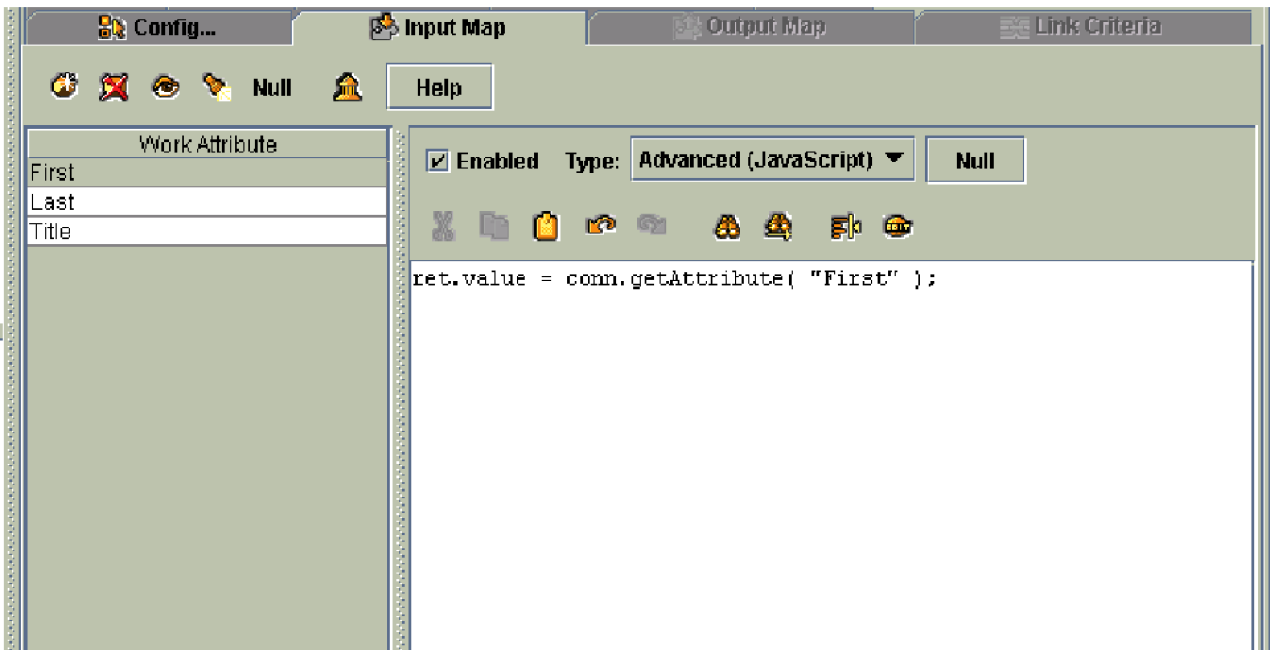 Config... Input Map Output Map Link Criteria
Null Help
Work Attribute
First
Last
Title
Enabled Type: Advanced (JavaScript) Null
ret.value = conn.getAttribute( "First" );